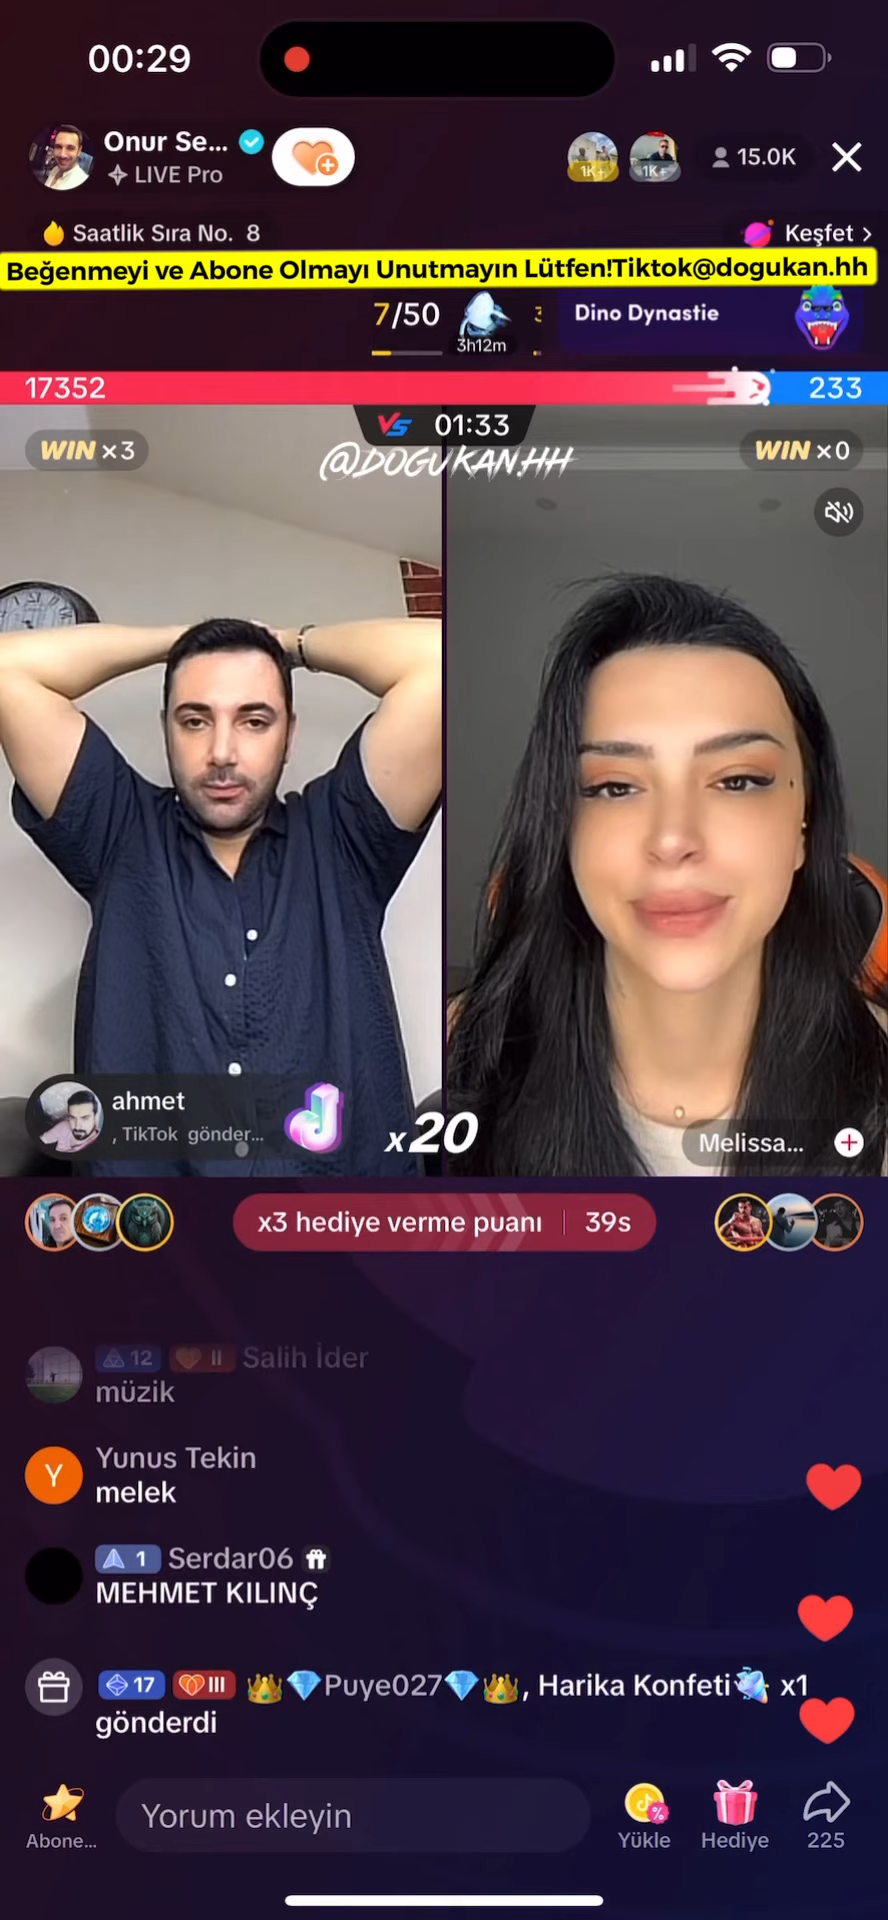 00:29
Onur Se...
LIVE Pro
1K+
1K+
15.0K
Saatlik Sıra No. 8
Keşfet >
Beğenmeyi ve Abone Olmayı Unutmayın Lütfen!Tiktok@dogukan.hh
7/50
3h12m
Dino Dynastie
17352
233
VS 01:33
WIN x3
WIN x0
@DOGUKAN.HH
ahmet
, TikTok gönder...
x20
Melissa...
x3 hediye verme puanı
39s
12 II Salih İder
müzik
Y
Yunus Tekin
melek
1 Serdar06
MEHMET KILINÇ
17 III 👑💎Puye027💎👑, Harika Konfeti x1
gönderdi
Abone...
Yorum ekleyin
Yükle
Hediye
225